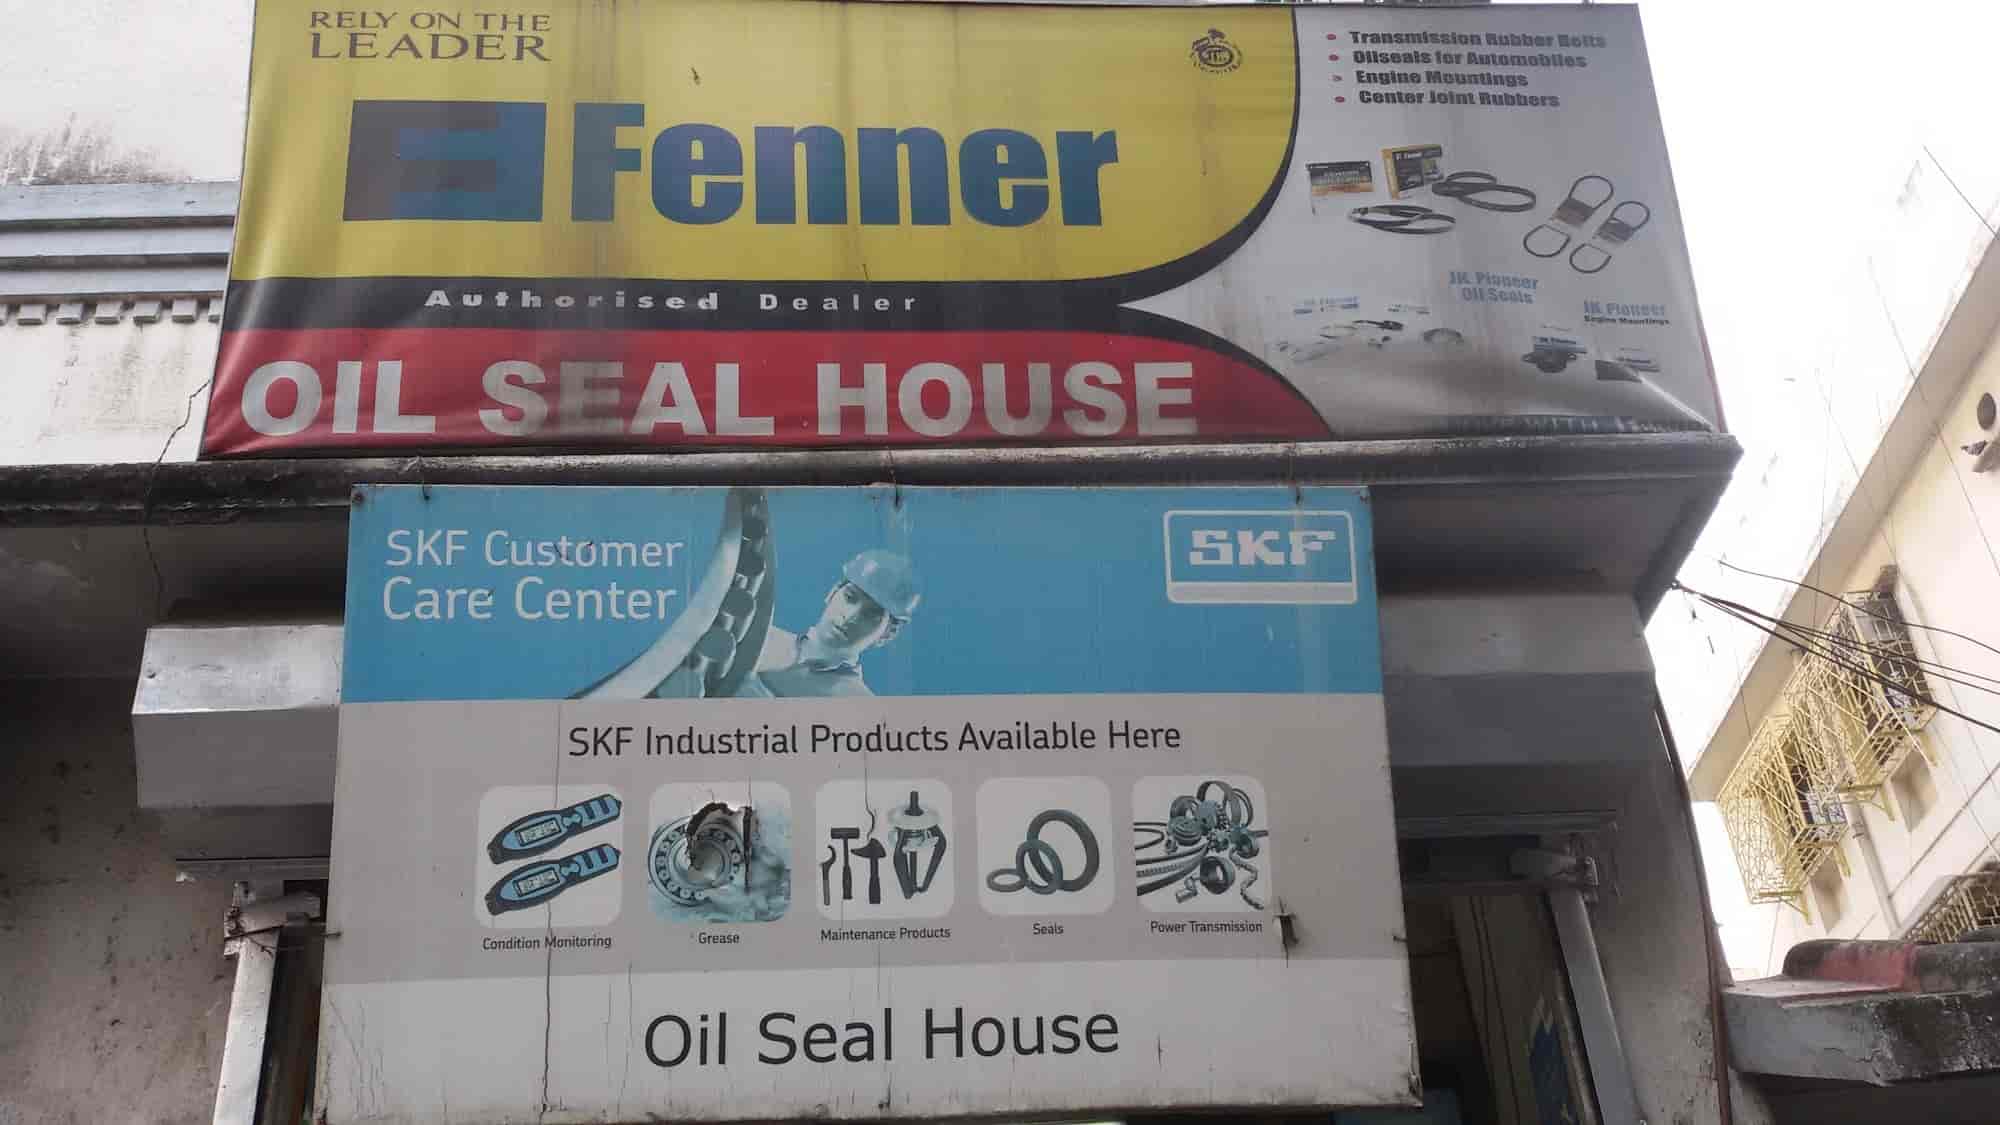 RELY ON THE
LEADER
Fenner
Authorised Dealer
OIL SEAL HOUSE
Transmission Rubber Belts
Oilseals for Automobiles
Engine Mountings
Center Joint Rubbers
JK Pioneer
Oil Seals
JK Pioneer
Engine Mountings
SKF Customer
Care Center
SKF
SKF Industrial Products Available Here
Condition Monitoring
Grease
Maintenance Products
Seals
Power Transmission
Oil Seal House